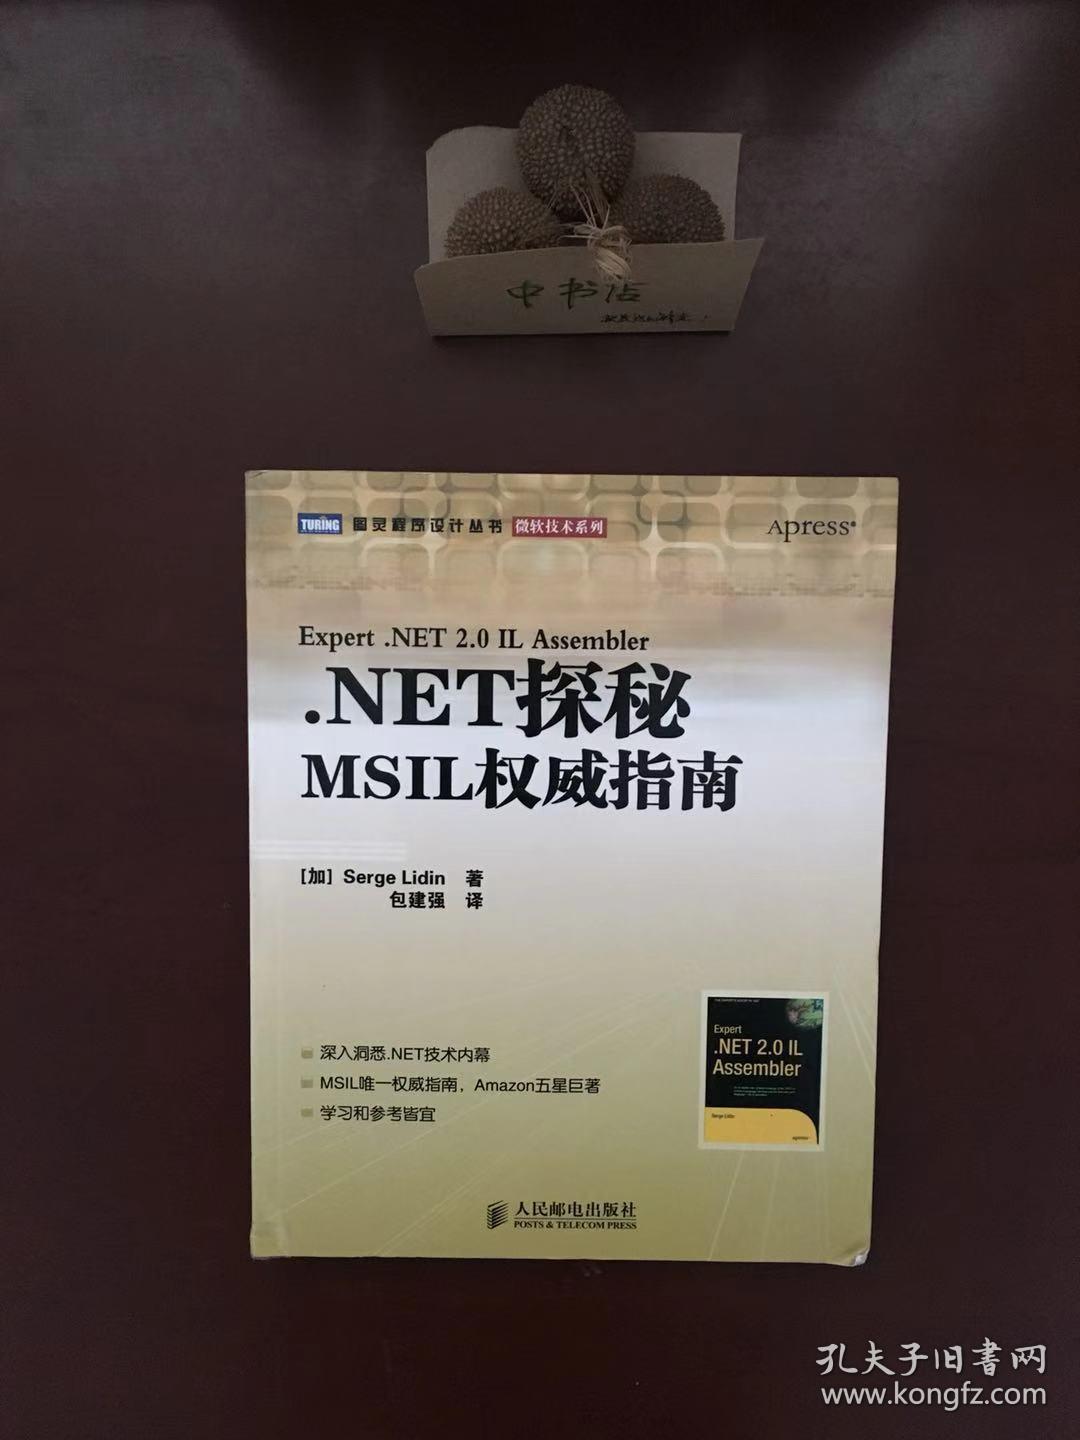 中书店
TURING 图灵程序设计丛书 微软技术系列 Apress®
Expert .NET 2.0 IL Assembler
.NET探秘
MSIL权威指南
[加] Serge Lidin 著
包建强 译
深入洞悉.NET技术内幕
MSIL唯一权威指南，Amazon五星巨著
学习和参考皆宜
Expert
.NET 2.0 IL
Assembler
Serge Lidin
apress
人民邮电出版社
POSTS & TELECOM PRESS
孔夫子旧書网
www.kongfz.com